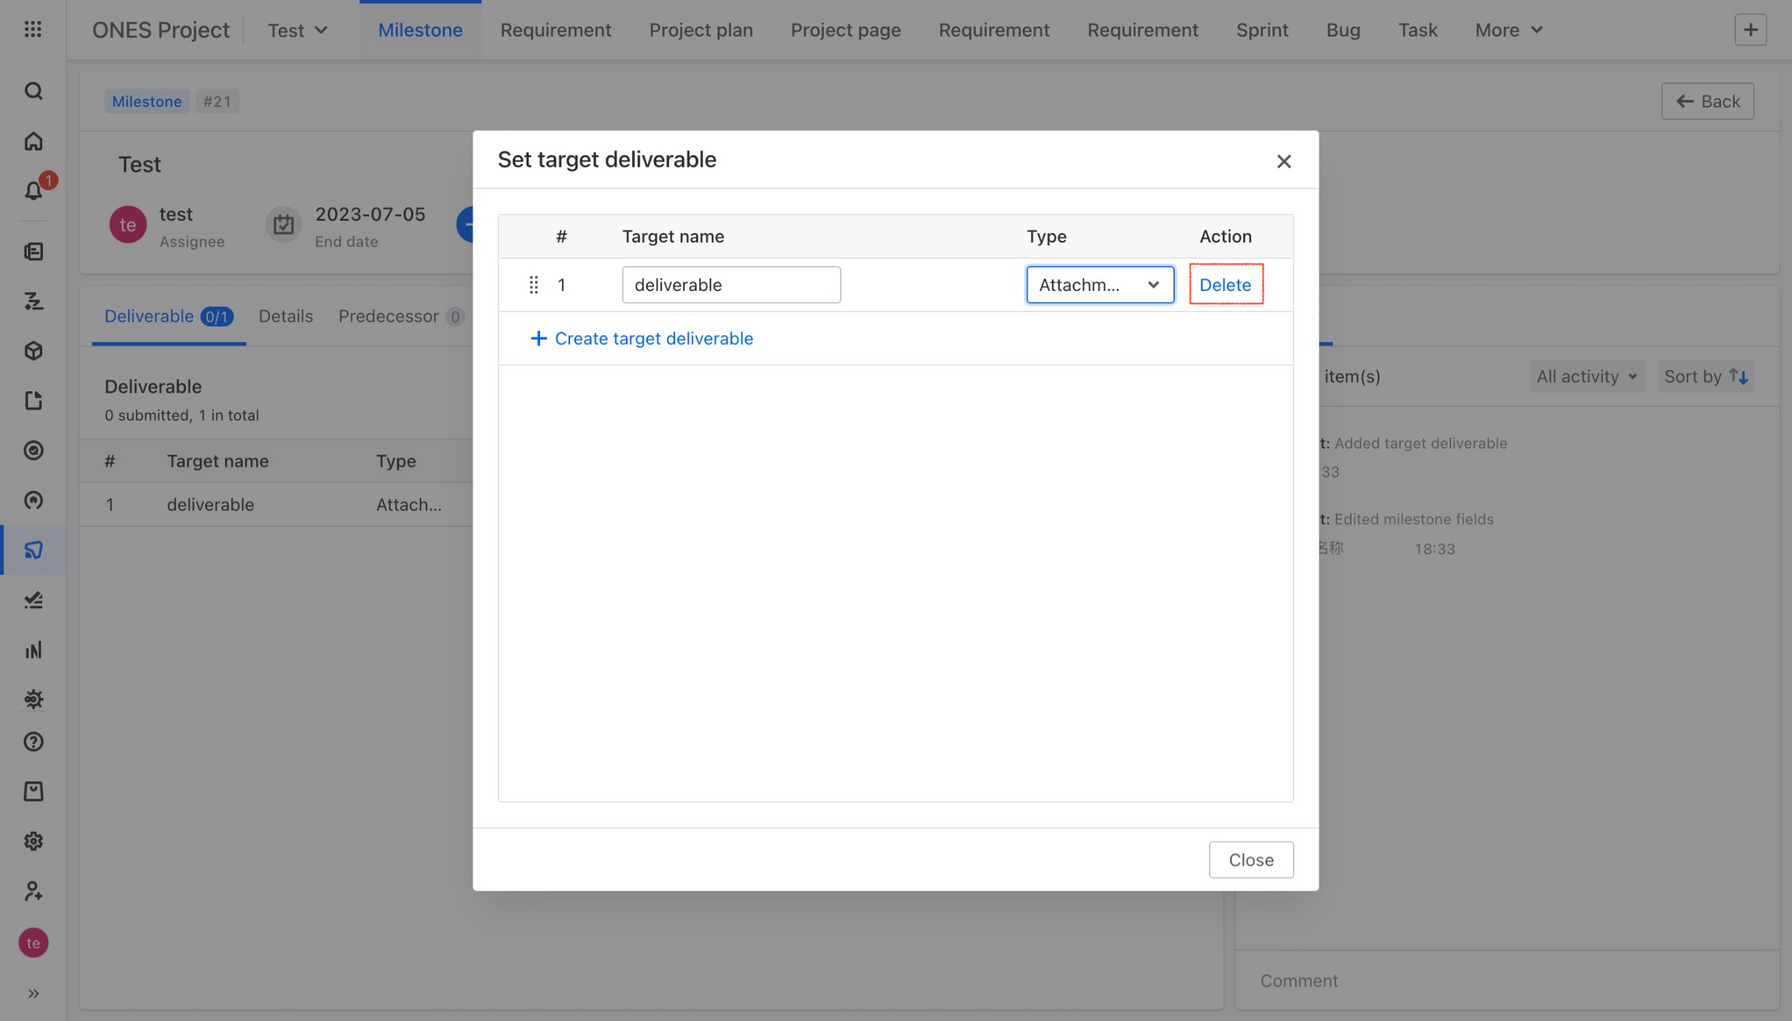 ONES Project
Test
Milestone
Requirement
Project plan
Project page
Requirement
Requirement
Sprint
Bug
Task
More
Milestone #21
Back
Test
te
test
Assignee
2023-07-05
End date
1
Deliverable 0/1
Details
Predecessor 0
Deliverable
0 submitted, 1 in total
# Target name Type
1 deliverable Attach...
Set target deliverable
# Target name Type Action
1 deliverable Attachm... Delete
+ Create target deliverable
Close
item(s)
All activity
Sort by
t: Added target deliverable
:33
t: Edited milestone fields
名称 18:33
Comment
te